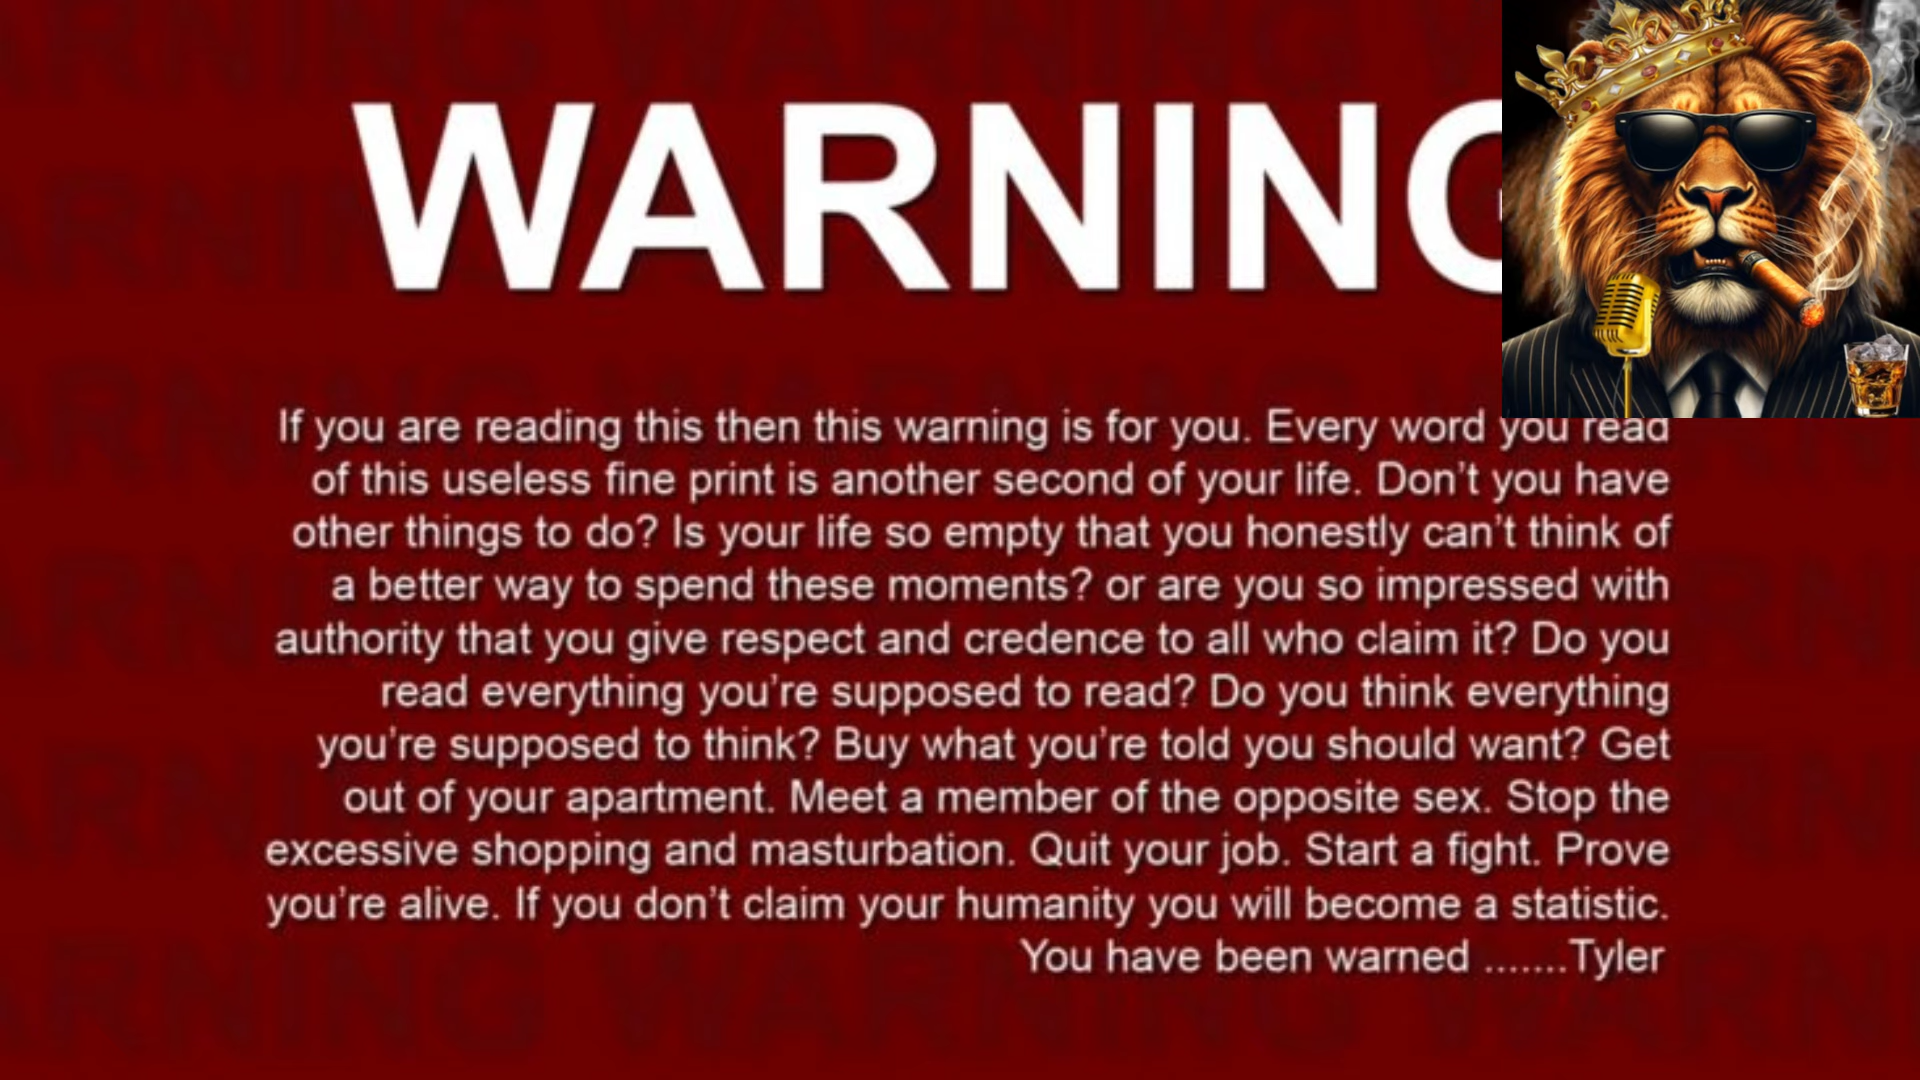 WARNING
If you are reading this then this warning is for you. Every word you read
of this useless fine print is another second of your life. Don’t you have
other things to do? Is your life so empty that you honestly can’t think of
a better way to spend these moments? or are you so impressed with
authority that you give respect and credence to all who claim it? Do you
read everything you’re supposed to read? Do you think everything
you’re supposed to think? Buy what you’re told you should want? Get
out of your apartment. Meet a member of the opposite sex. Stop the
excessive shopping and masturbation. Quit your job. Start a fight. Prove
you’re alive. If you don’t claim your humanity you will become a statistic.
You have been warned .......Tyler